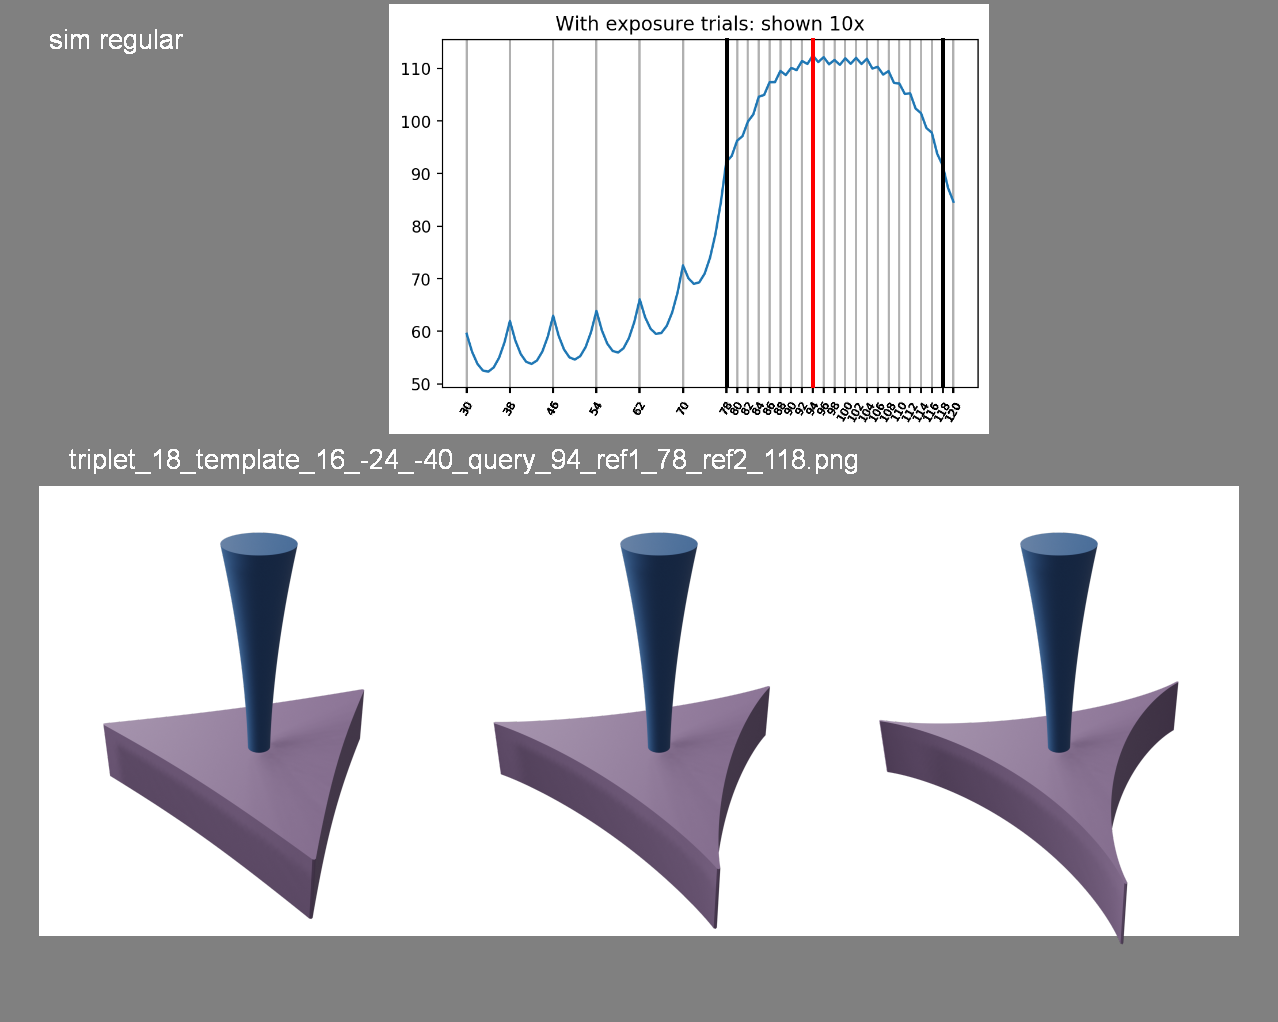 sim regular
With exposure trials: shown 10x
110
100
90
80
70
60
50
30 38 46 54 62 70 78 80 82 84 86 88 90 92 94 96 98 100 102 104 106 108 110 112 114 116 118 120
triplet_18_template_16_-24_-40_query_94_ref1_78_ref2_118.png